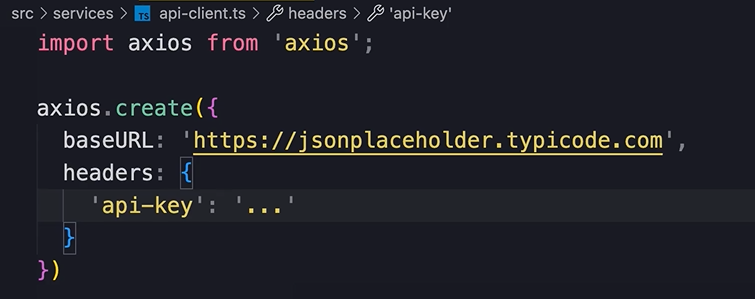 src > services > TS api-client.ts > headers > 'api-key'
import axios from 'axios';
axios.create({
baseURL: 'https://jsonplaceholder.typicode.com',
headers: {
'api-key': '...'
}
})